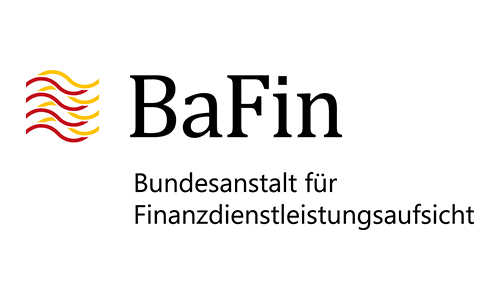 BaFin
Bundesanstalt für
Finanzdienstleistungsaufsicht